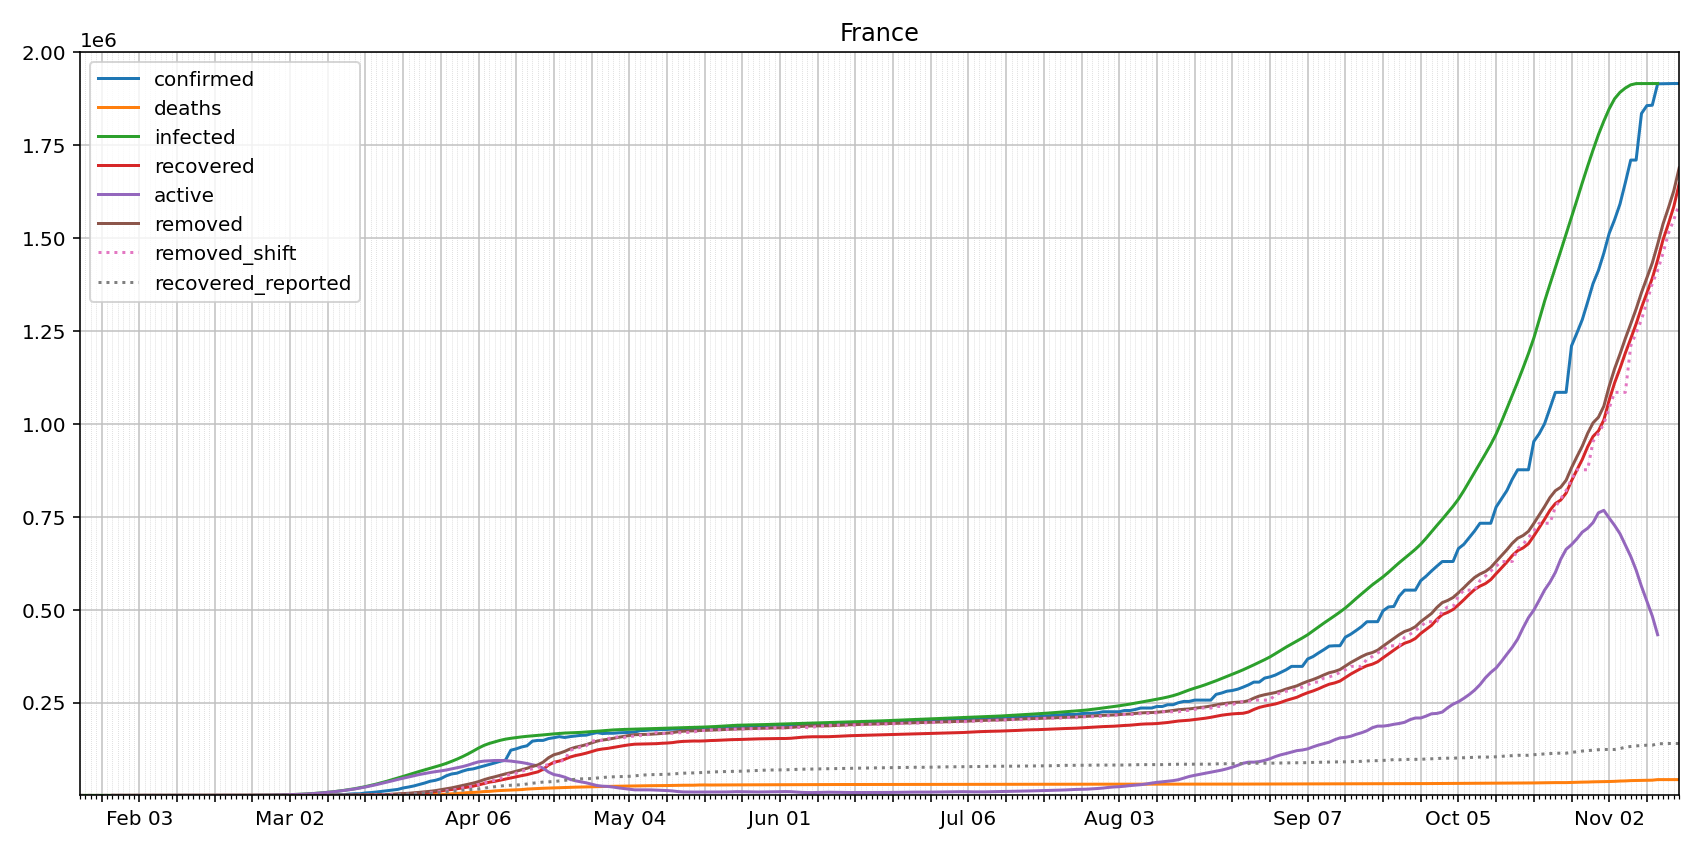 France
1e6
2.00
1.75
1.50
1.25
1.00
0.75
0.50
0.25
confirmed
deaths
infected
recovered
active
removed
removed_shift
recovered_reported
Feb 03 Mar 02 Apr 06 May 04 Jun 01 Jul 06 Aug 03 Sep 07 Oct 05 Nov 02